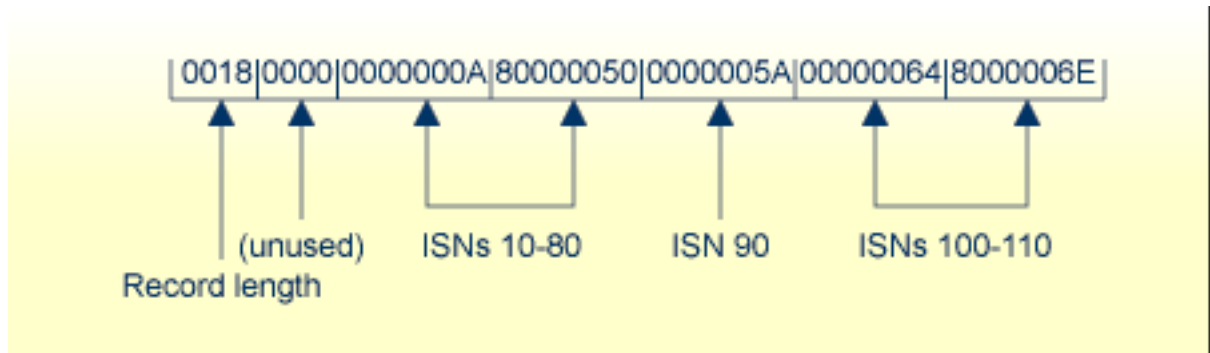 0018|0000|0000000A|80000050|0000005A|00000064|8000006E
(unused) ISNs 10-80 ISN 90 ISNs 100-110
Record length